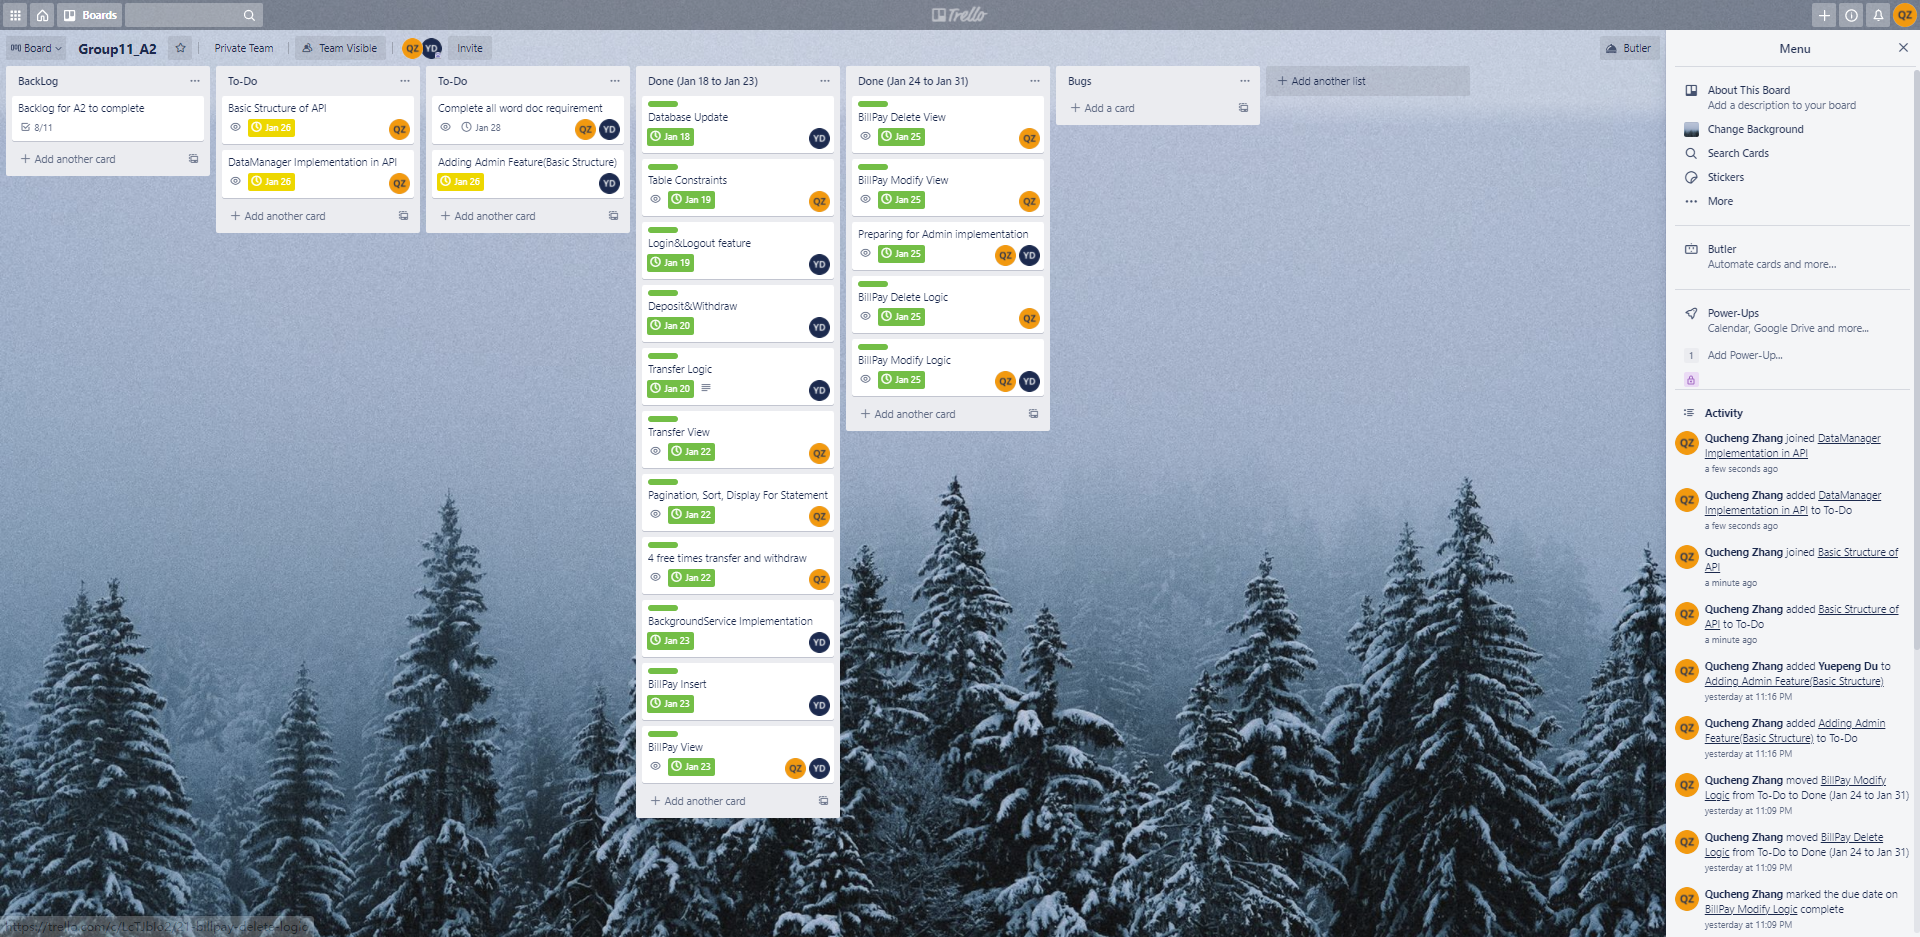 Boards
Trello
QZ
Board
Group11_A2
Private Team
Team Visible
QZ YD
Invite
Butler
BackLog
Backlog for A2 to complete
8/11
+ Add another card
To-Do
Basic Structure of API
Jan 26
QZ
DataManager Implementation in API
Jan 26
QZ
+ Add another card
To-Do
Complete all word doc requirement
Jan 28
QZ YD
Adding Admin Feature(Basic Structure)
Jan 26
YD
+ Add another card
Done (Jan 18 to Jan 23)
Database Update
Jan 18
YD
Table Constraints
Jan 19
QZ
Login&Logout feature
Jan 19
YD
Deposit&Withdraw
Jan 20
YD
Transfer Logic
Jan 20
YD
Transfer View
Jan 22
QZ
Pagination, Sort, Display For Statement
Jan 22
QZ
4 free times transfer and withdraw
Jan 22
QZ
BackgroundService Implementation
Jan 23
YD
BillPay Insert
Jan 23
YD
BillPay View
Jan 23
QZ YD
+ Add another card
Done (Jan 24 to Jan 31)
BillPay Delete View
Jan 25
QZ
BillPay Modify View
Jan 25
QZ
Preparing for Admin implementation
Jan 25
QZ YD
BillPay Delete Logic
Jan 25
QZ
BillPay Modify Logic
Jan 25
QZ YD
+ Add another card
Bugs
+ Add a card
+ Add another list
Menu
About This Board
Add a description to your board
Change Background
Search Cards
Stickers
More
Butler
Automate cards and more...
Power-Ups
Calendar, Google Drive and more...
1 Add Power-Up...
Activity
QZ
Qucheng Zhang joined DataManager
Implementation in API
a few seconds ago
QZ
Qucheng Zhang added DataManager
Implementation in API to To-Do
a few seconds ago
QZ
Qucheng Zhang joined Basic Structure of
API
a minute ago
QZ
Qucheng Zhang added Basic Structure of
API to To-Do
a minute ago
QZ
Qucheng Zhang added Yuepeng Du to
Adding Admin Feature(Basic Structure)
yesterday at 11:16 PM
QZ
Qucheng Zhang added Adding Admin
Feature(Basic Structure) to To-Do
yesterday at 11:16 PM
QZ
Qucheng Zhang moved BillPay Modify
Logic from To-Do to Done (Jan 24 to Jan 31)
yesterday at 11:09 PM
QZ
Qucheng Zhang moved BillPay Delete
Logic from To-Do to Done (Jan 24 to Jan 31)
yesterday at 11:09 PM
QZ
Qucheng Zhang marked the due date on
BillPay Modify Logic complete
yesterday at 11:09 PM